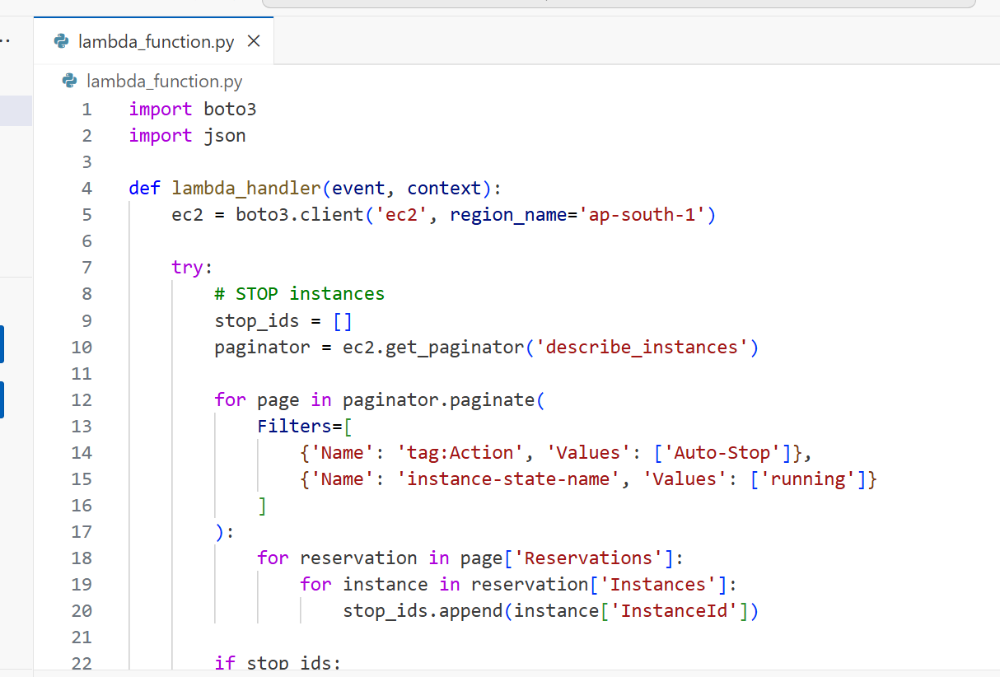 lambda_function.py
lambda_function.py
1 import boto3
2 import json
3
4 def lambda_handler(event, context):
5     ec2 = boto3.client('ec2', region_name='ap-south-1')
6
7     try:
8         # STOP instances
9         stop_ids = []
10         paginator = ec2.get_paginator('describe_instances')
11
12         for page in paginator.paginate(
13             Filters=[
14                 {'Name': 'tag:Action', 'Values': ['Auto-Stop']},
15                 {'Name': 'instance-state-name', 'Values': ['running']}
16             ]
17         ):
18             for reservation in page['Reservations']:
19                 for instance in reservation['Instances']:
20                     stop_ids.append(instance['InstanceId'])
21
22         if stop_ids: